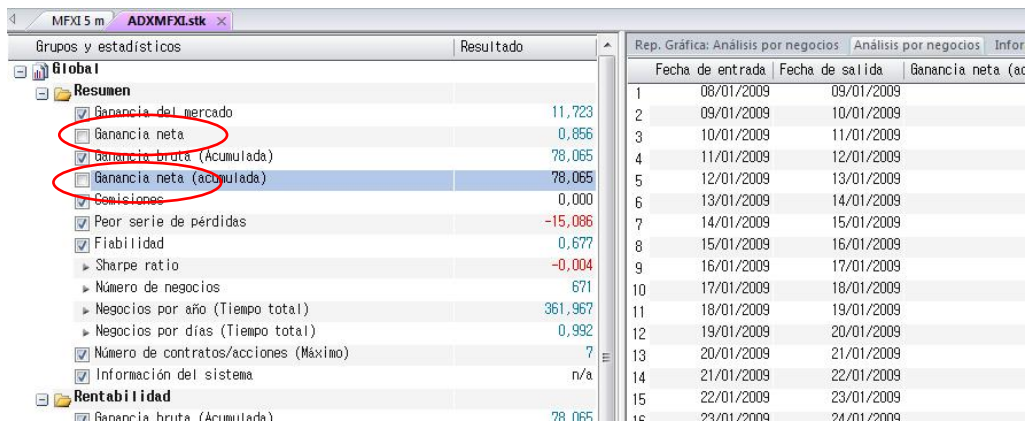 MFXI 5 m ADXMFXI.stk
Grupos y estadísticos Resultado
Global
Resumen
Ganancia del mercado 11,723
Ganancia neta 0,856
Ganancia bruta (Acumulada) 78,065
Ganancia neta (acumulada) 78,065
Comisiones 0,000
Peor serie de pérdidas -15,086
Fiabilidad 0,677
Sharpe ratio -0,004
Número de negocios 671
Negocios por año (Tiempo total) 361,967
Negocios por días (Tiempo total) 0,992
Número de contratos/acciones (Máximo) 7
Información del sistema n/a
Rentabilidad
Ganancia bruta (Acumulada) 78,065
Rep. Gráfica: Análisis por negocios Análisis por negocios Infor
Fecha de entrada Fecha de salida Ganancia neta (ac
1 08/01/2009 09/01/2009
2 09/01/2009 10/01/2009
3 10/01/2009 11/01/2009
4 11/01/2009 12/01/2009
5 12/01/2009 13/01/2009
6 13/01/2009 14/01/2009
7 14/01/2009 15/01/2009
8 15/01/2009 16/01/2009
9 16/01/2009 17/01/2009
10 17/01/2009 18/01/2009
11 18/01/2009 19/01/2009
12 19/01/2009 20/01/2009
13 20/01/2009 21/01/2009
14 21/01/2009 22/01/2009
15 22/01/2009 23/01/2009
16 23/01/2009 24/01/2009